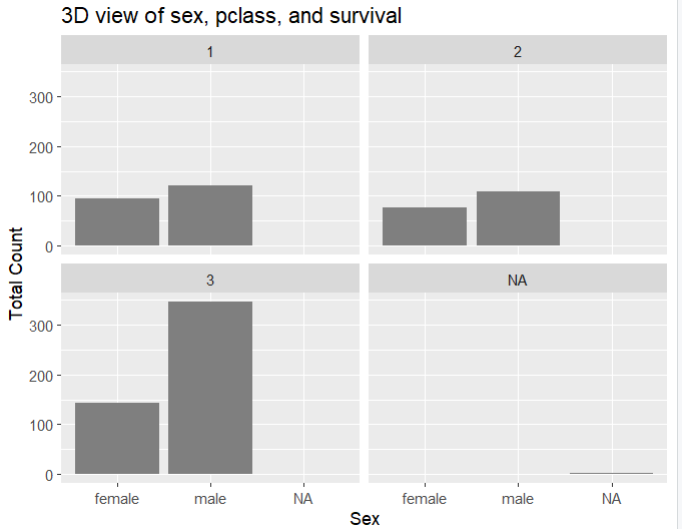 3D view of sex, pclass, and survival
1 2
300
200
100
0
3 NA
300
200
100
0
female male NA female male NA
Total Count
Sex